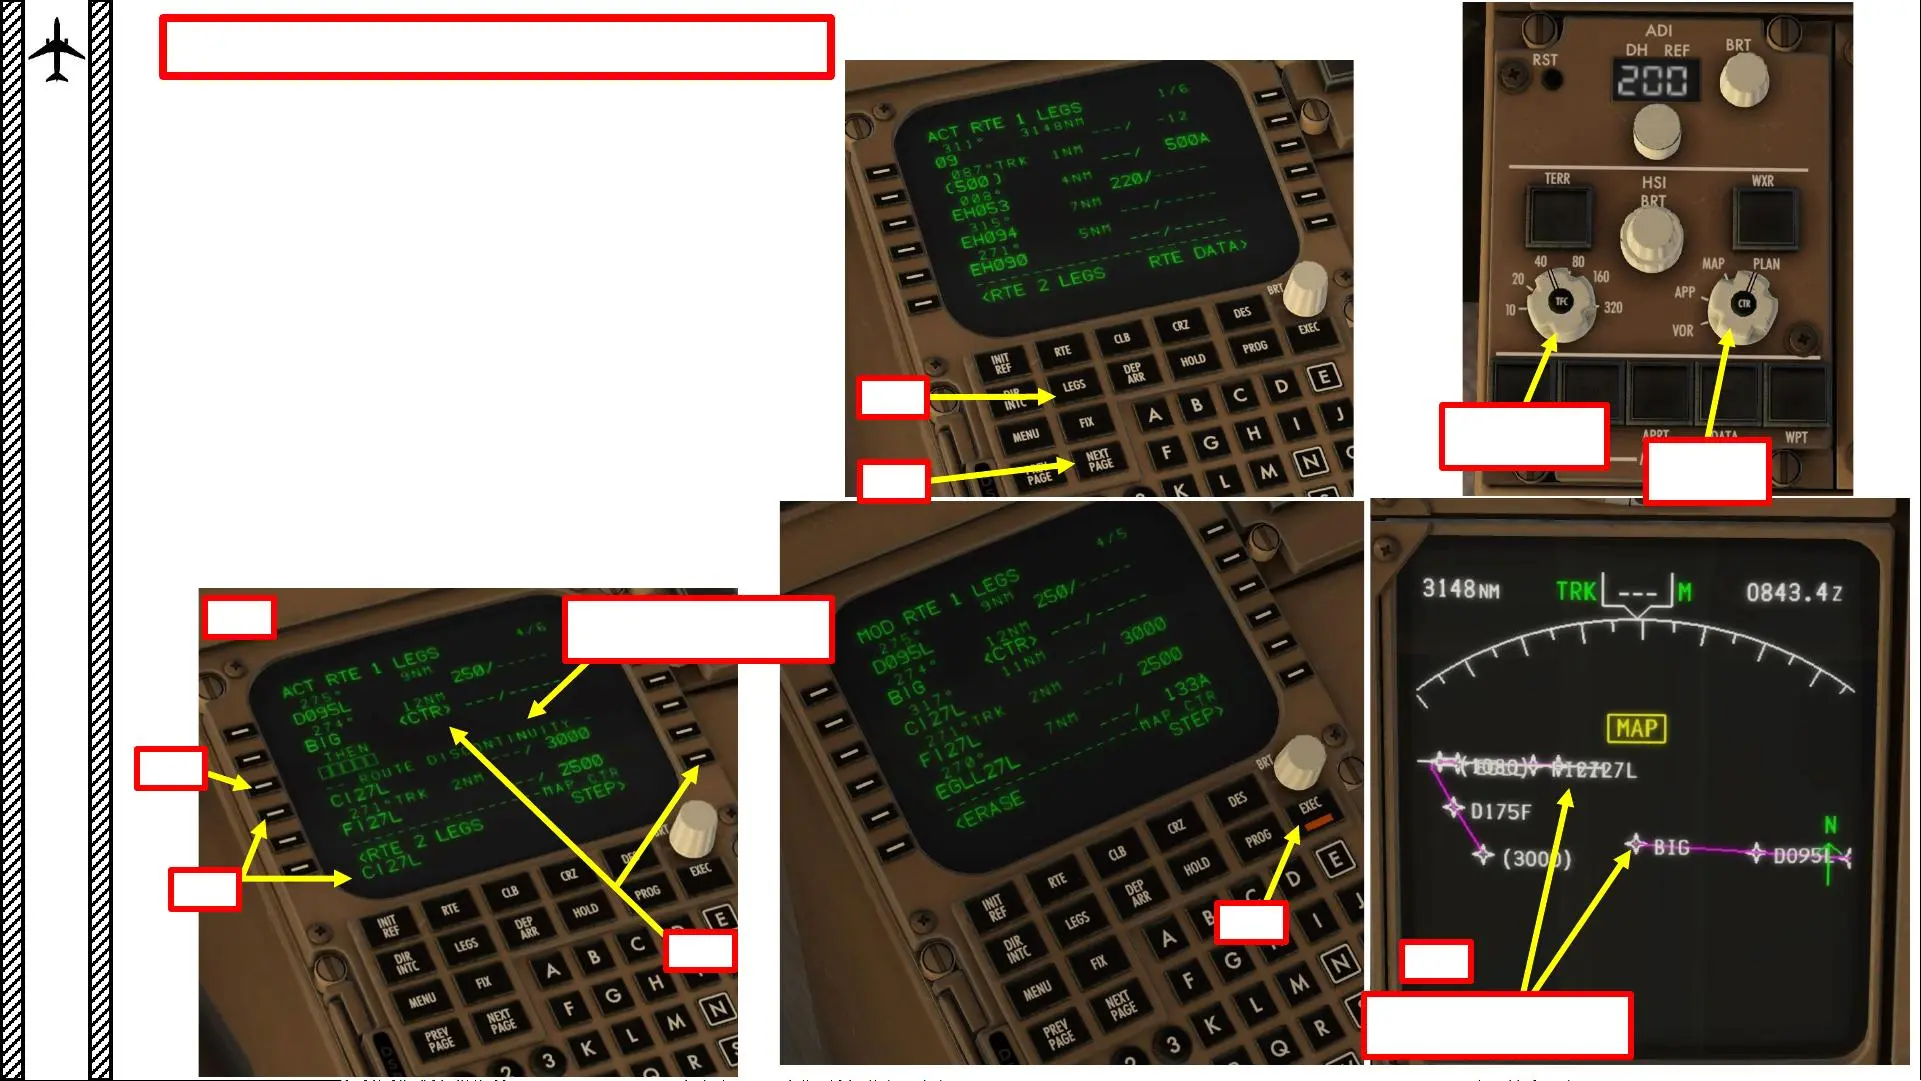 ACT RTE 1 LEGS 1/6
311° 3148NM
09 ---/ -12
087°TRK 1NM
(500) ---/ 500A
008° 4NM
EH053 220/-----
315° 7NM
EH094 ---/-----
271° 5NM
EH090 ---/-----
<RTE 2 LEGS RTE DATA>
BRT
INIT REF
RTE
CLB
CRZ
DES
EXEC
DIR INTC
LEGS
DEP ARR
HOLD
PROG
MENU
FIX
PREV PAGE
NEXT PAGE
A B C D E
F G H I J
K L M N
ADI
DH REF
BRT
RST
200
TERR
HSI
BRT
WXR
10 20 40 80 160 320
TFC
VOR APP MAP PLAN
CTR
ARPT
DATA
WPT
ACT RTE 1 LEGS 4/6
275° 9NM
D095L 250/-----
274° 12NM
BIG <CTR> ---/-----
THEN
□□□□□
ROUTE DISCONTINUITY
CI27L ---/ 3000
271°TRK 2NM
FI27L ---/ 2500
MAP CTR
<RTE 2 LEGS STEP>
CI27L
BRT
INIT REF
RTE
CLB
CRZ
DES
EXEC
DIR INTC
LEGS
DEP ARR
HOLD
PROG
MENU
FIX
PREV PAGE
NEXT PAGE
A B C E
F G H
K L M N
2 3
Q R S
MOD RTE 1 LEGS 4/5
275° 9NM
D095L 250/-----
274° 12NM
BIG <CTR> ---/-----
317° 11NM
CI27L ---/ 3000
271°TRK 2NM
FI27L ---/ 2500
270° 7NM
EGLL27L ---/ 133A
MAP CTR
<ERASE STEP>
BRT
INIT REF
RTE
CLB
CRZ
DES
EXEC
DIR INTC
LEGS
DEP ARR
HOLD
PROG
MENU
FIX
PREV PAGE
NEXT PAGE
A B C D E
F G H I J
K L M N
2 3
Q R
3148NM TRK --- M 0843.4Z
MAP
D175F
(3000)
BIG
D095L
N